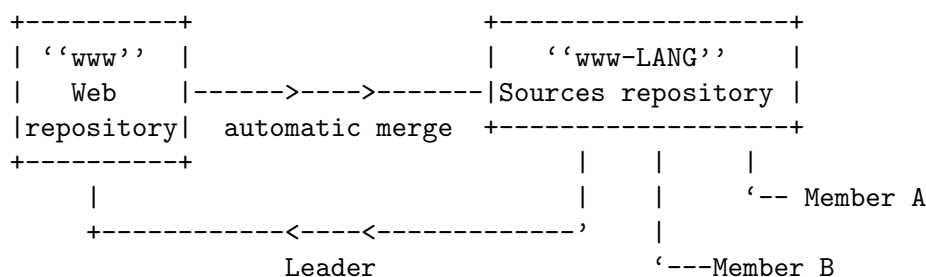 +----------+                    +-------------------+
| ‘‘www’’  |                    |   ‘‘www-LANG’’    |
|   Web    |------>---->-------|Sources repository |
|repository|  automatic merge  +-------------------+
+----------+                          |    |     |
     |                                |    |     ‘-- Member A
     +------------<----<-------------’    |
                Leader                     ‘---Member B